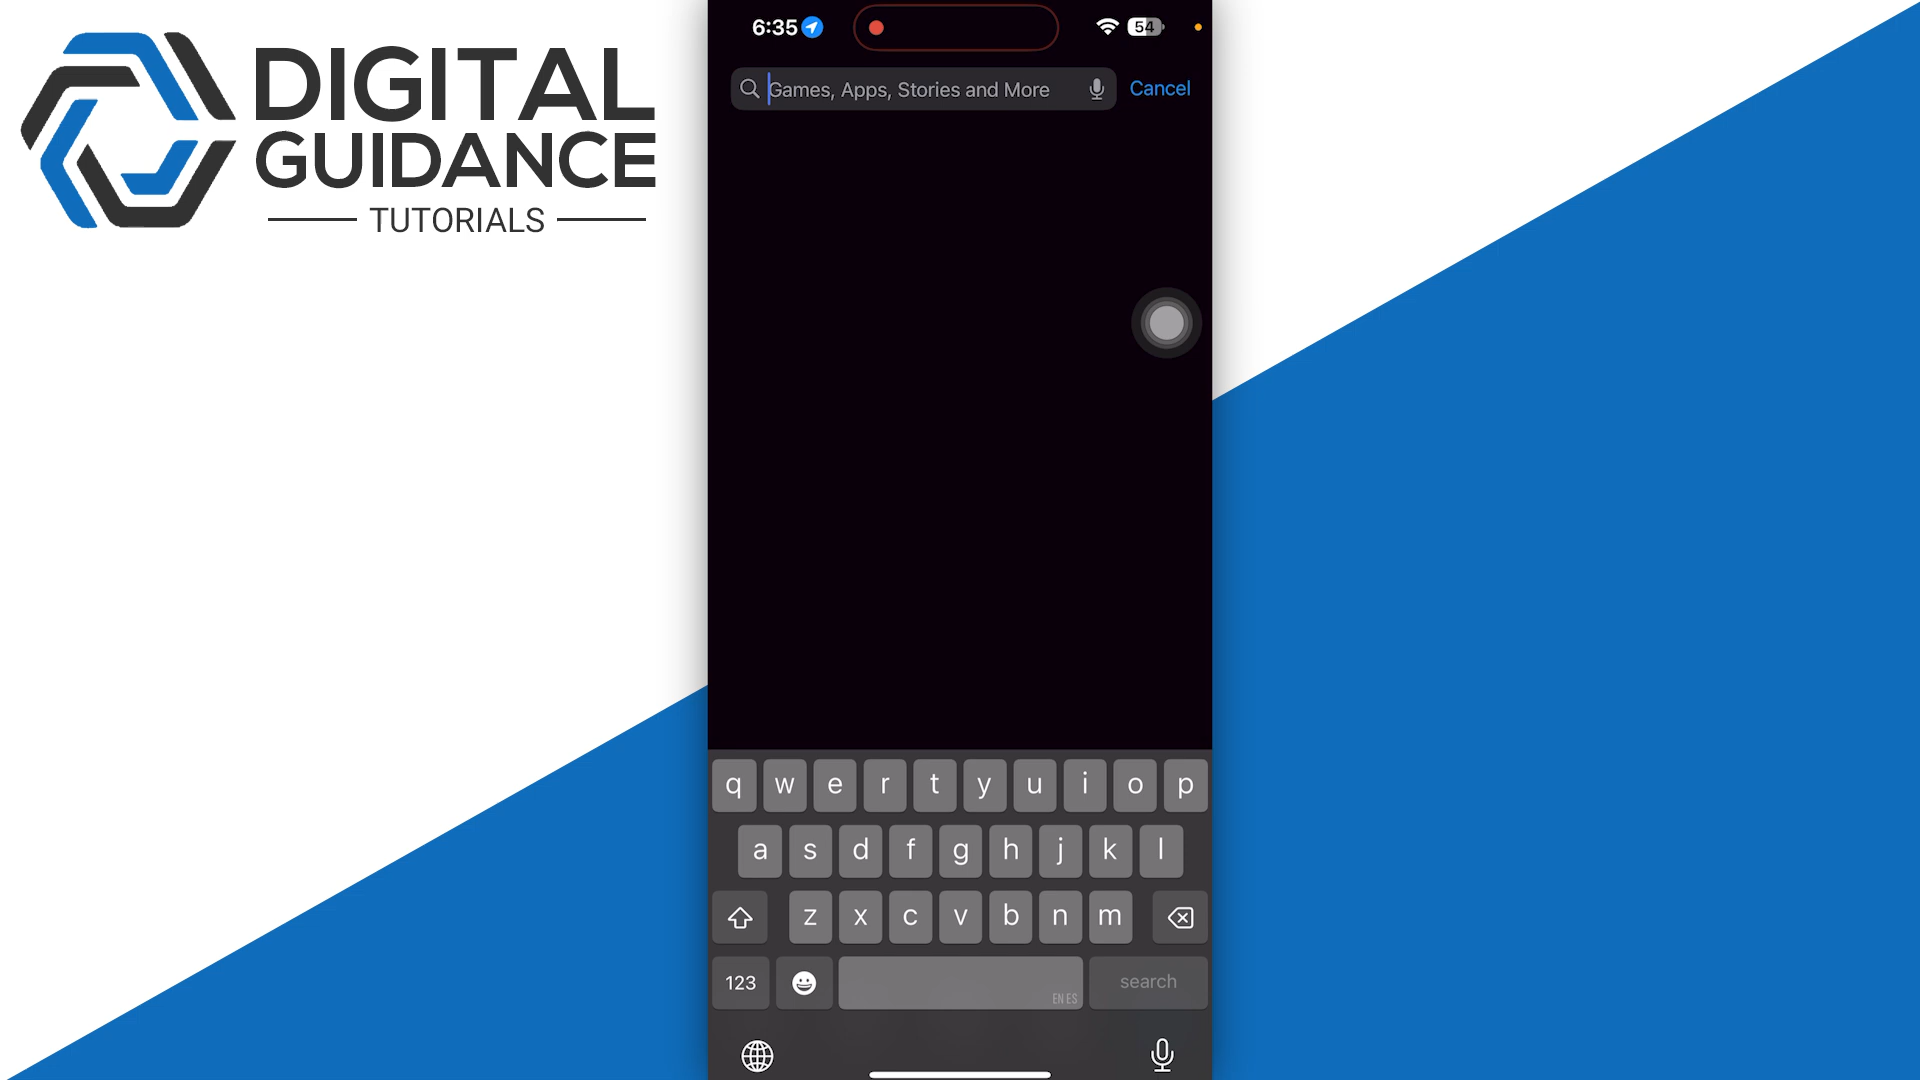 DIGITAL
GUIDANCE
TUTORIALS
6:35
54
Games, Apps, Stories and More
Cancel
q w e r t y u i o p
a s d f g h j k l
z x c v b n m
123
EN ES
search